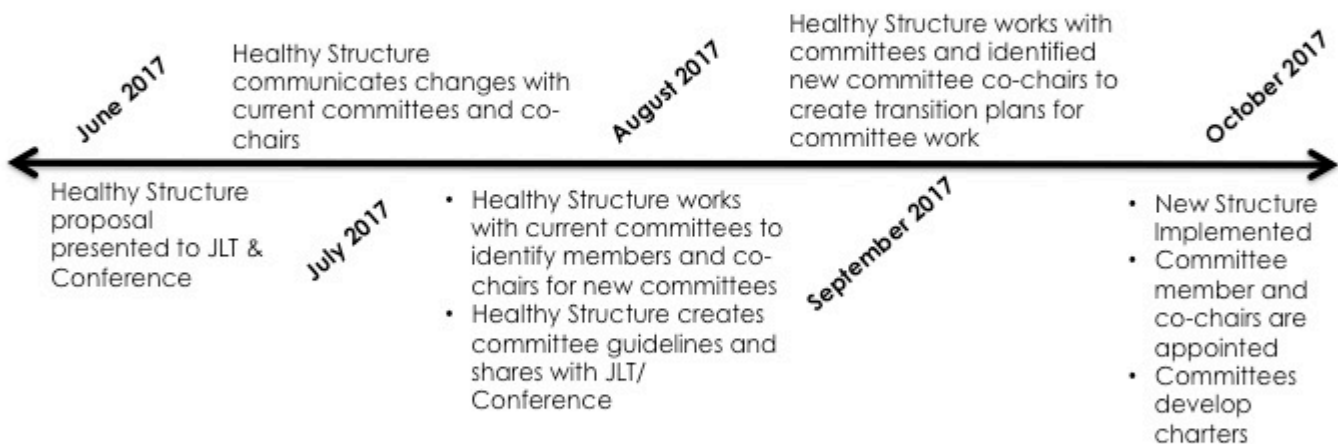 June 2017
Healthy Structure
communicates changes with
current committees and co-
chairs
August 2017
Healthy Structure works with
committees and identified
new committee co-chairs to
create transition plans for
committee work
October 2017
Healthy Structure
proposal
presented to JLT &
Conference
July 2017
• Healthy Structure works
with current committees to
identify members and co-
chairs for new committees
• Healthy Structure creates
committee guidelines and
shares with JLT/
Conference
September 2017
• New Structure
Implemented
• Committee
member and
co-chairs are
appointed
• Committees
develop
charters